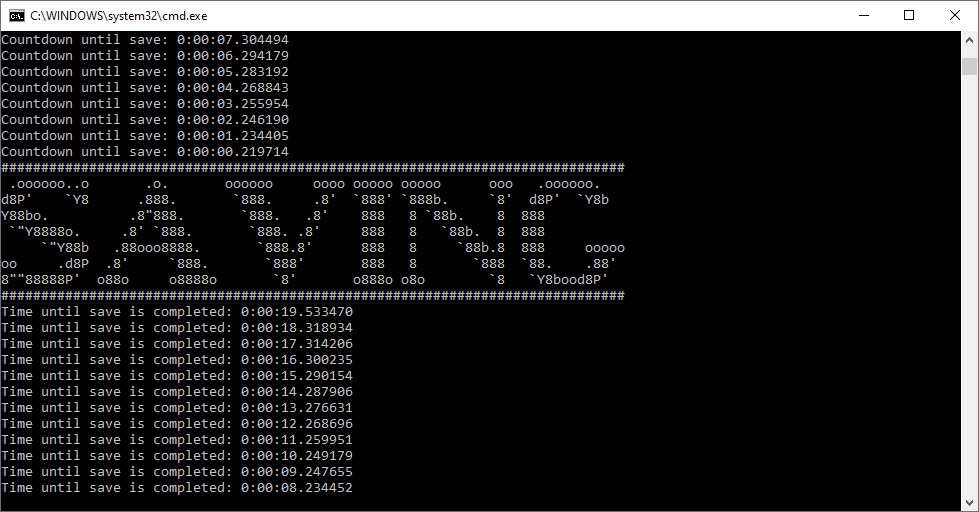 C:\WINDOWS\system32\cmd.exe
Countdown until save: 0:00:07.304494
Countdown until save: 0:00:06.294179
Countdown until save: 0:00:05.283192
Countdown until save: 0:00:04.268843
Countdown until save: 0:00:03.255954
Countdown until save: 0:00:02.246190
Countdown until save: 0:00:01.234405
Countdown until save: 0:00:00.219714
##############################################################################
 .oooooo..o       .o.       oooooo     oooo ooooo ooooo      ooo   .oooooo.
d8P'    `Y8      .888.       `888.     .8'  `888' `888b.     `8'  d8P'  `Y8b
Y88bo.          .8"888.       `888.   .8'    888   8 `88b.    8  888
 `"Y8888o.     .8' `888.       `888. .8'     888   8   `88b.  8  888
     `"Y88b   .88ooo8888.       `888.8'      888   8     `88b.8  888     ooooo
oo     .d8P  .8'     `888.       `888'       888   8       `888  `88.    .88'
8""88888P'  o88o     o8888o       `8'       o888o o8o        `8   `Y8bood8P'
##############################################################################
Time until save is completed: 0:00:19.533470
Time until save is completed: 0:00:18.318934
Time until save is completed: 0:00:17.314206
Time until save is completed: 0:00:16.300235
Time until save is completed: 0:00:15.290154
Time until save is completed: 0:00:14.287906
Time until save is completed: 0:00:13.276631
Time until save is completed: 0:00:12.268696
Time until save is completed: 0:00:11.259951
Time until save is completed: 0:00:10.249179
Time until save is completed: 0:00:09.247655
Time until save is completed: 0:00:08.234452